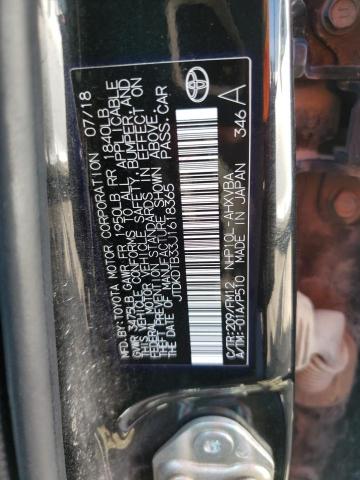 MFD.BY:TOYOTA MOTOR CORPORATION 07/18
GVWR 3475LB GAWR FR 1950LB RR 1840LB
THIS VEHICLE CONFORMS TO ALL APPLICABLE
FEDERAL MOTOR VEHICLE SAFETY, BUMPER, AND
THEFT PREVENTION STANDARDS IN EFFECT ON
THE DATE OF MANUFACTURE SHOWN ABOVE.
JTDKDTB33J1618365 PASS.CAR
C/TR:209/FM12 NHP10L-AHXVBA
A/TM:-01A/P510 MADE IN JAPAN 346 A